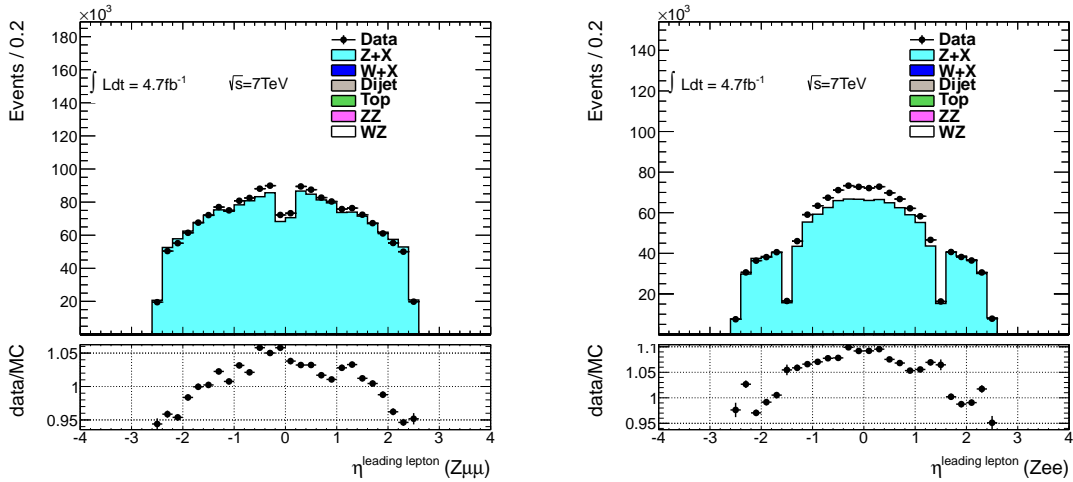 ×10³
Events / 0.2
180
160
140
120
100
80
60
40
20
∫ Ldt = 4.7fb⁻¹
√s=7TeV
Data
Z+X
W+X
Dijet
Top
ZZ
WZ
data/MC
1.05
1
0.95
-4 -3 -2 -1 0 1 2 3 4
η^leading lepton (Zμμ)
×10³
Events / 0.2
140
120
100
80
60
40
20
∫ Ldt = 4.7fb⁻¹
√s=7TeV
Data
Z+X
W+X
Dijet
Top
ZZ
WZ
data/MC
1.1
1.05
1
0.95
-4 -3 -2 -1 0 1 2 3 4
η^leading lepton (Zee)